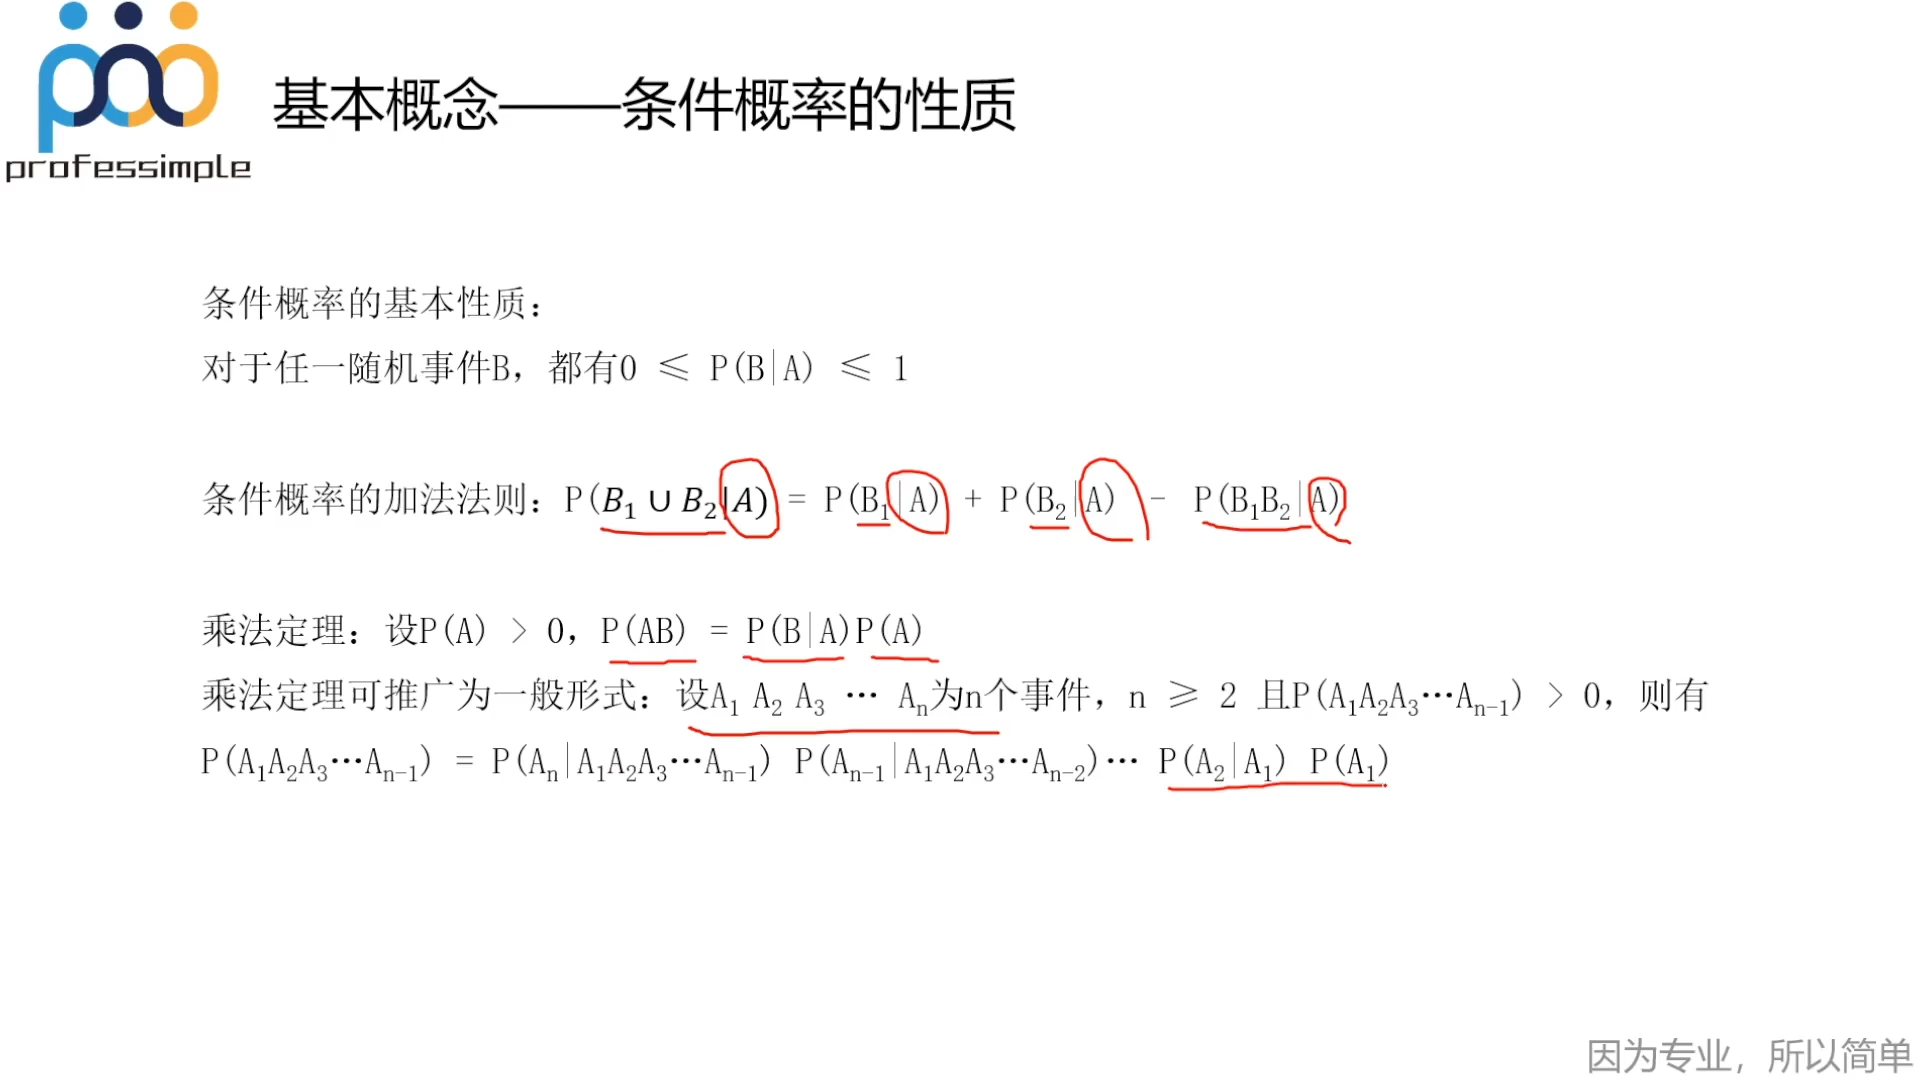 professimple
基本概念——条件概率的性质
条件概率的基本性质：
对于任一随机事件B，都有0 ≤ P(B|A) ≤ 1
条件概率的加法法则：P(B₁ ∪ B₂|A) = P(B₁|A) + P(B₂|A) - P(B₁B₂|A)
乘法定理：设P(A) > 0，P(AB) = P(B|A)P(A)
乘法定理可推广为一般形式：设A₁ A₂ A₃ … Aₙ为n个事件，n ≥ 2 且P(A₁A₂A₃…Aₙ₋₁) > 0，则有
P(A₁A₂A₃…Aₙ₋₁) = P(Aₙ|A₁A₂A₃…Aₙ₋₁) P(Aₙ₋₁|A₁A₂A₃…Aₙ₋₂)… P(A₂|A₁) P(A₁)
因为专业，所以简单